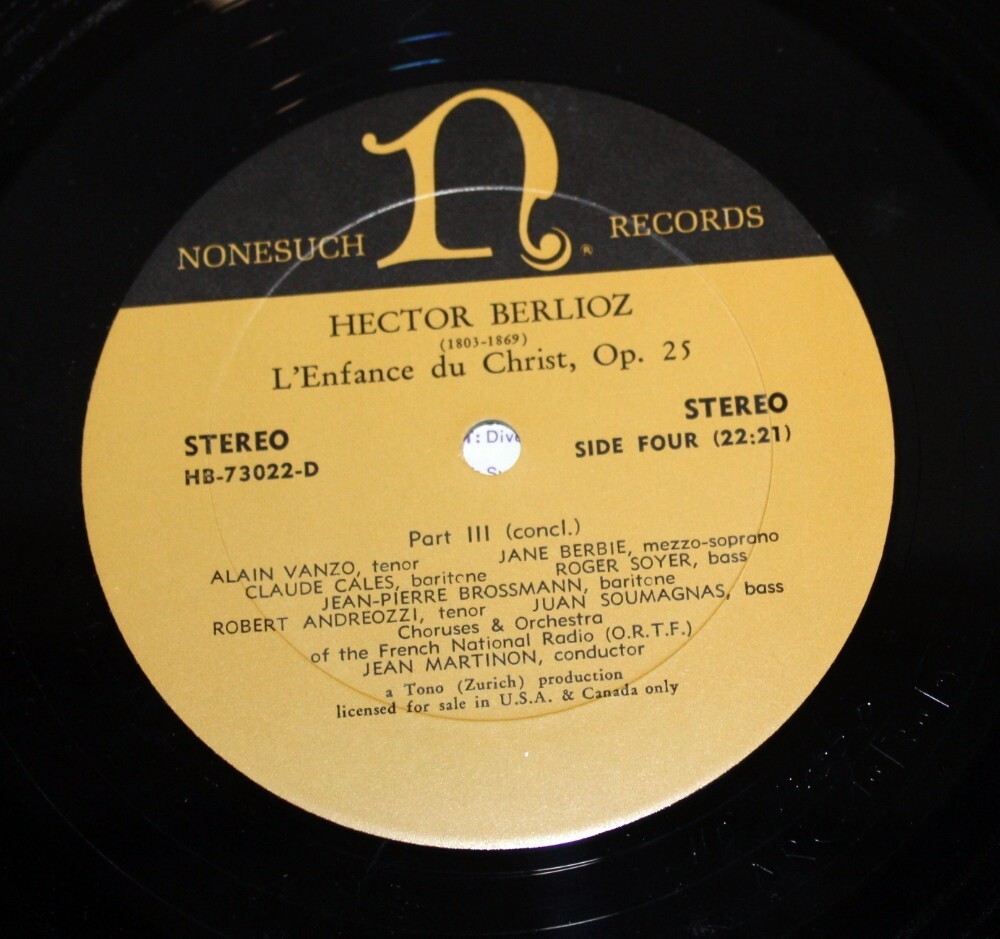 n
NONESUCH ® RECORDS
HECTOR BERLIOZ
(1803-1869)
L'Enfance du Christ, Op. 25
STEREO
HB-73022-D
STEREO
SIDE FOUR (22:21)
: Dive
Part III (concl.)
ALAIN VANZO, tenor JANE BERBIE, mezzo-soprano
CLAUDE CALES, baritone ROGER SOYER, bass
JEAN-PIERRE BROSSMANN, baritone
ROBERT ANDREOZZI, tenor JUAN SOUMAGNAS, bass
Choruses & Orchestra
of the French National Radio (O.R.T.F.)
JEAN MARTINON, conductor
a Tono (Zurich) production
licensed for sale in U.S.A. & Canada only